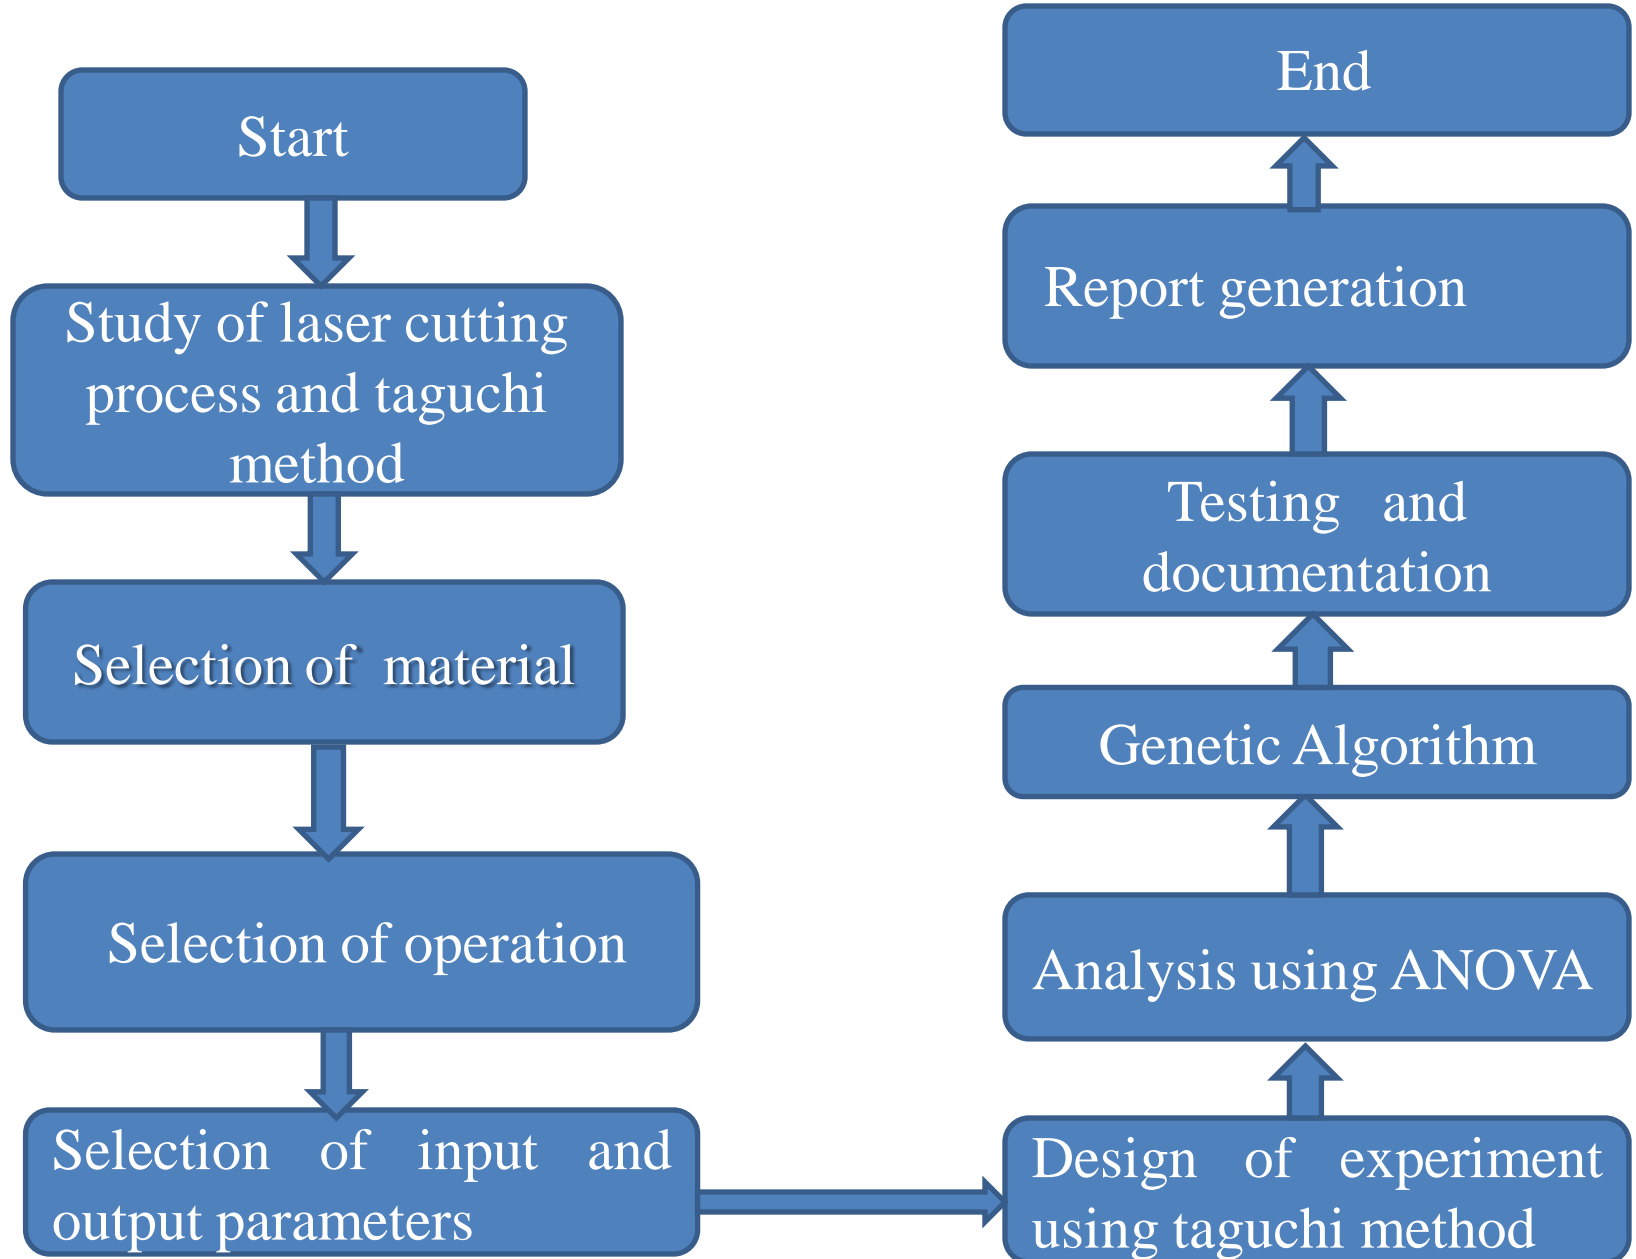 Start
Study of laser cutting
process and taguchi
method
Selection of material
Selection of operation
Selection of input and
output parameters
Design of experiment
using taguchi method
Analysis using ANOVA
Genetic Algorithm
Testing and
documentation
Report generation
End